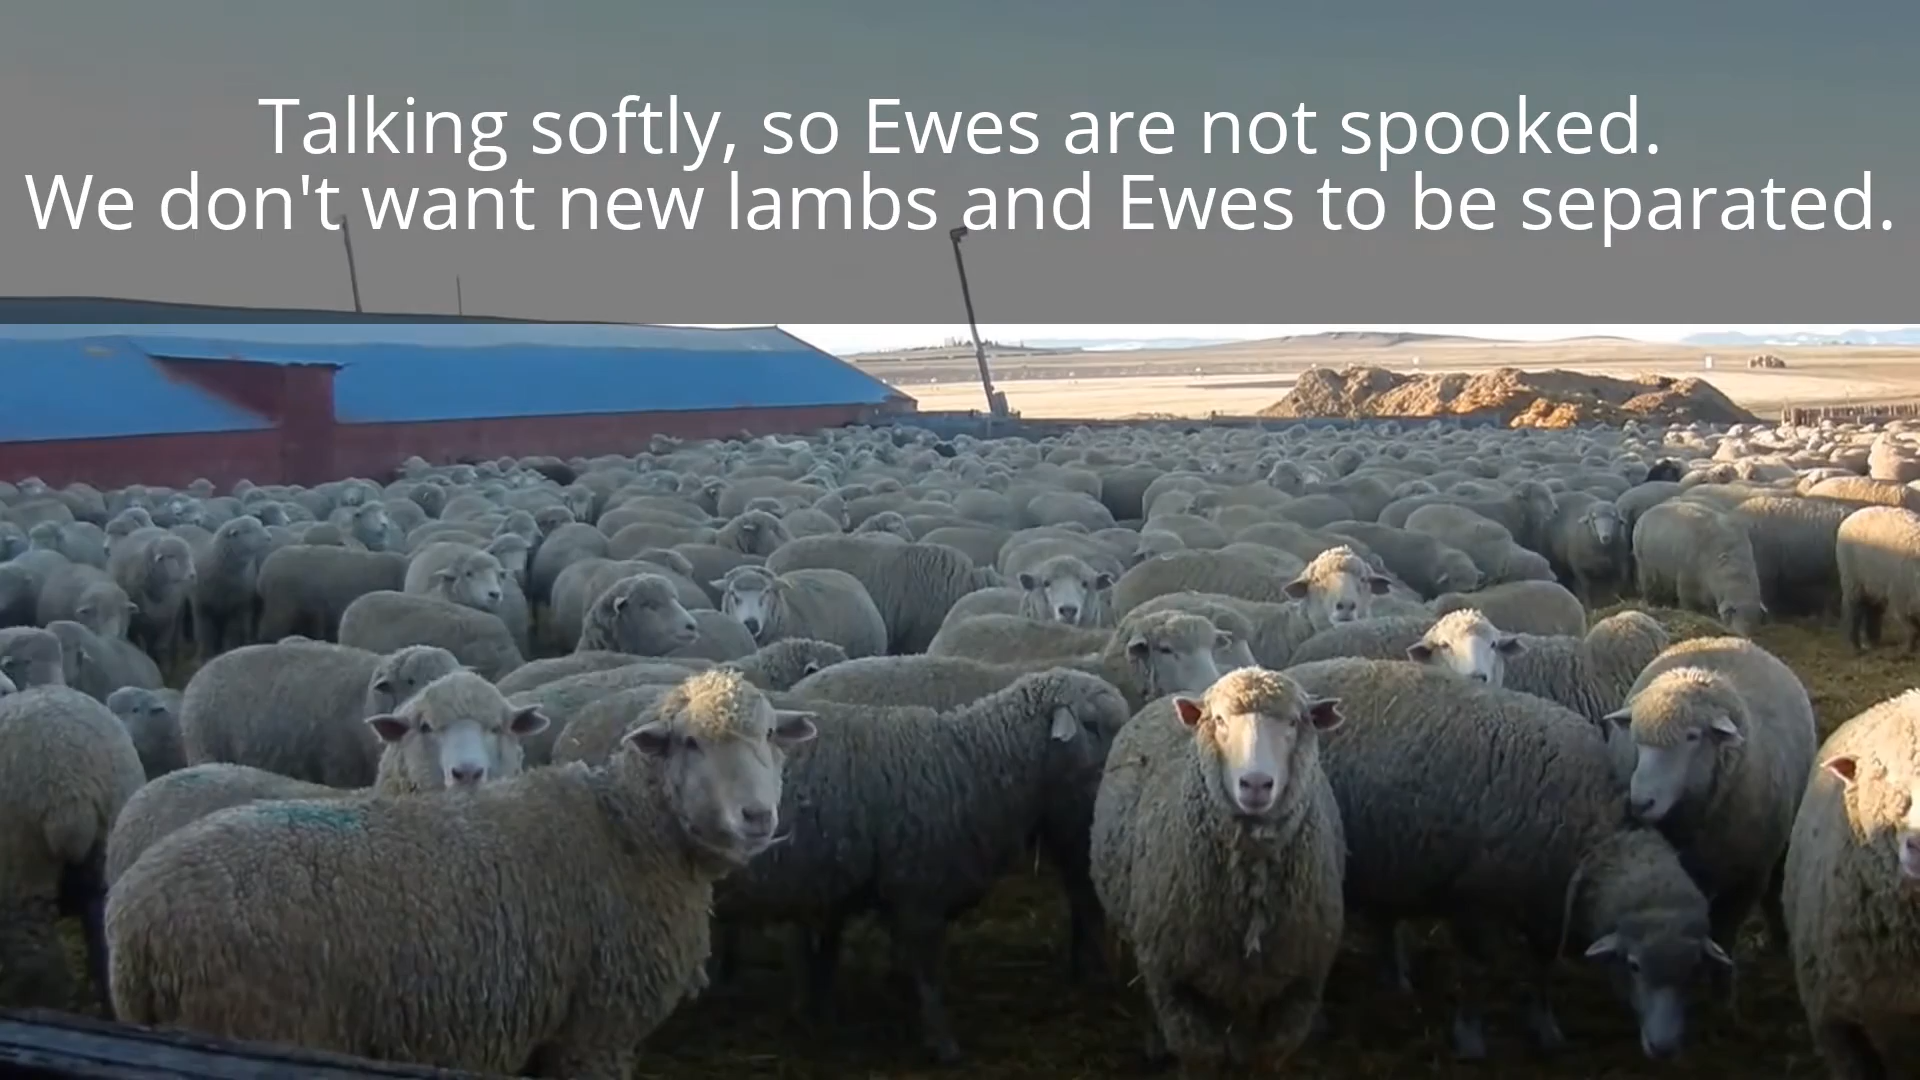 Talking softly, so Ewes are not spooked.
We don't want new lambs and Ewes to be separated.